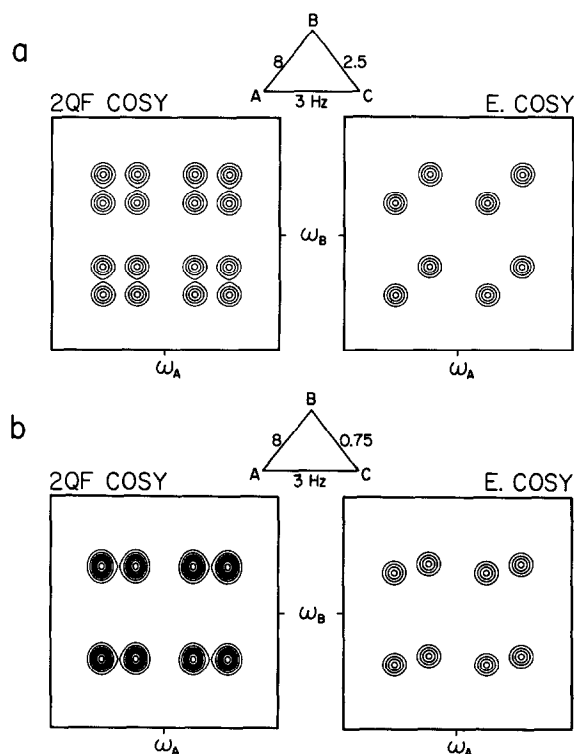 a
B
8 2.5
A 3 Hz C
2QF COSY E. COSY
ω_B
ω_A ω_A
b
B
8 0.75
A 3 Hz C
2QF COSY E. COSY
ω_B
ω_A ω_A